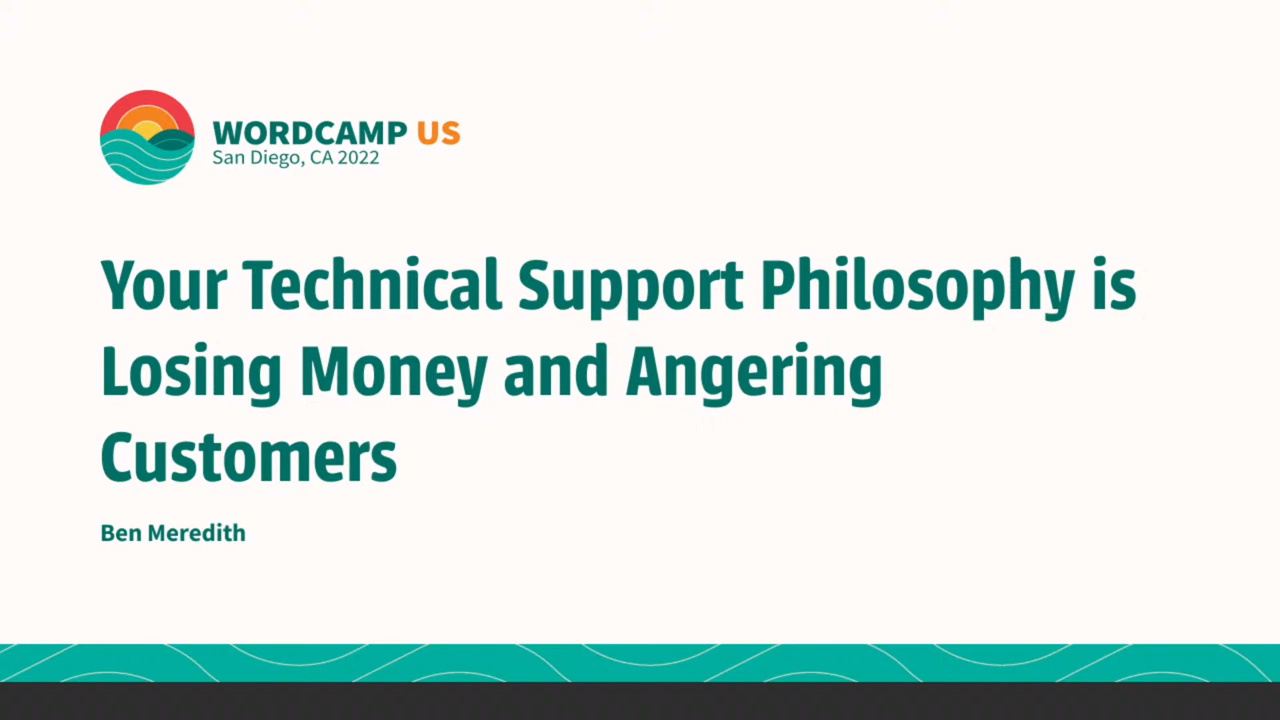 WORDCAMP US
San Diego, CA 2022
Your Technical Support Philosophy is
Losing Money and Angering
Customers
Ben Meredith